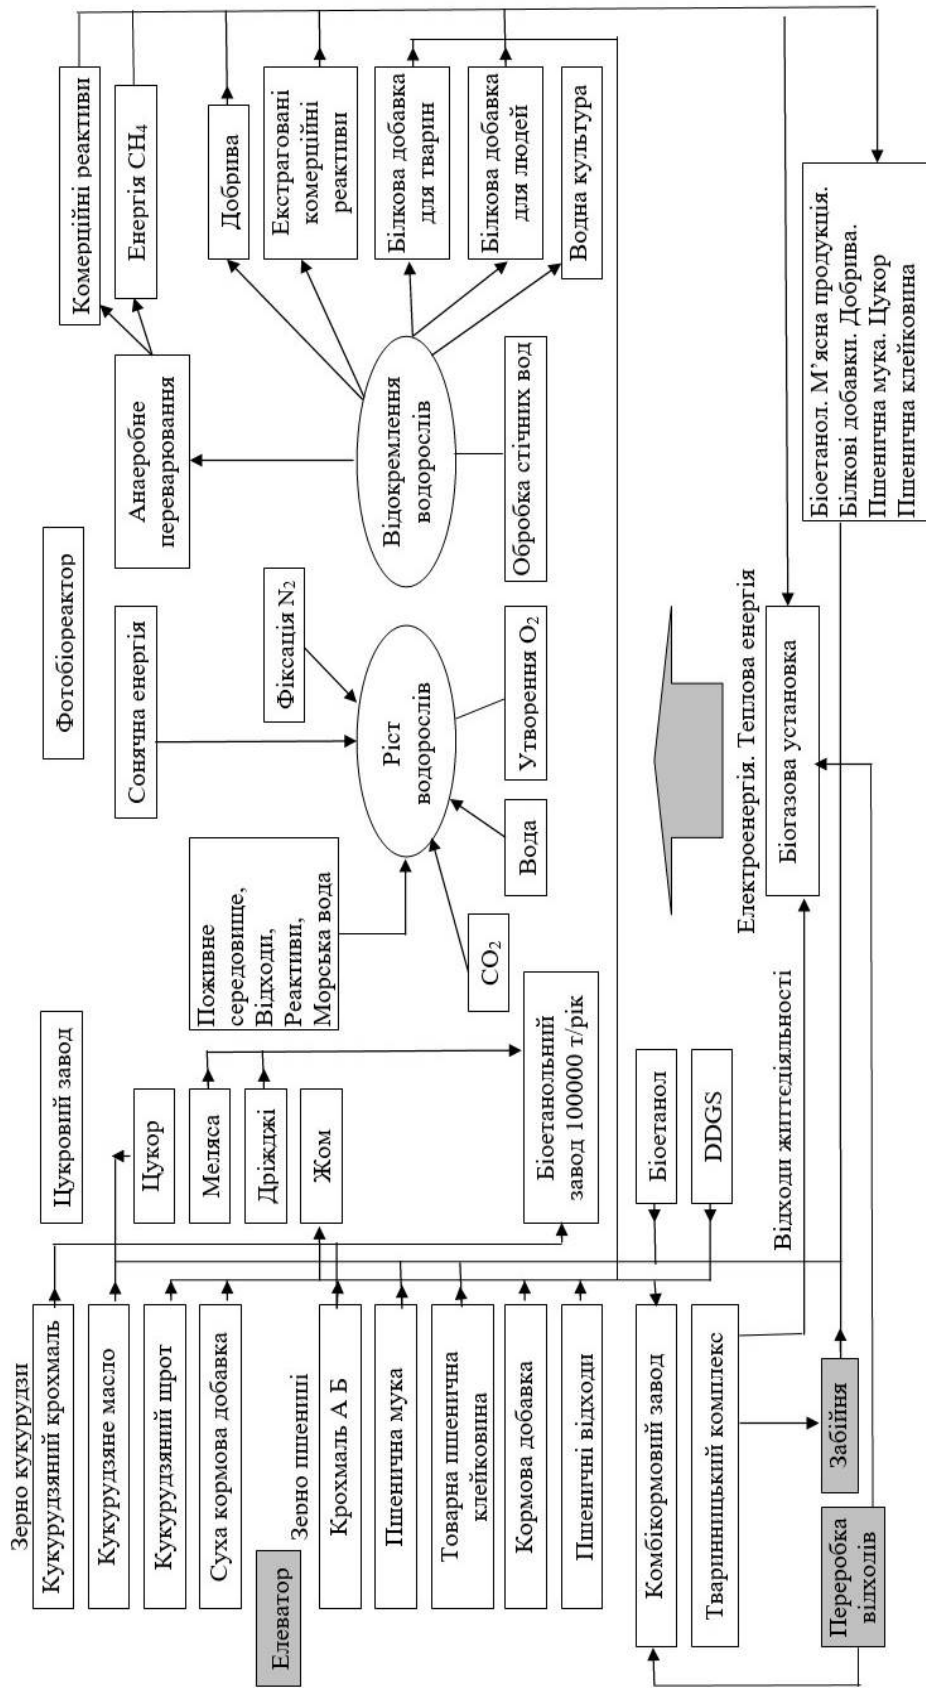 Зерно кукурудзи
Кукурудзяний крохмаль
Кукурудзяне масло
Кукурудзяний шрот
Суха кормова добавка
Елеватор
Зерно пшениці
Крохмаль А Б
Пшенична мука
Товарна пшенична
клейковина
Кормова добавка
Пшеничні відходи
Комбікормовий завод
Тваринницький комплекс
Переробка
відходів
Забійня
Цукровий завод
Цукор
Меляса
Дріжджі
Жом
Біоетанольний
завод 100000 т/рік
Біоетанол
DDGS
Відходи життєдіяльності
Фотобіореактор
Сонячна енергія
Поживне
середовище,
Відходи,
Реактиви,
Морська вода
Фіксація N₂
Ріст
водорослів
CO₂
Вода
Утворення O₂
Анаеробне
переварювання
Відокремлення
водорослів
Обробка стічних вод
Комерційні реактиви
Енергія CH₄
Добрива
Екстраговані
комерційні
реактиви
Білкова добавка
для тварин
Білкова добавка
для людей
Водна культура
Електроенергія. Теплова енергія
Біогазова установка
Біоетанол. М’ясна продукція.
Білкові добавки. Добрива.
Пшенична мука. Цукор
Пшенична клейковина